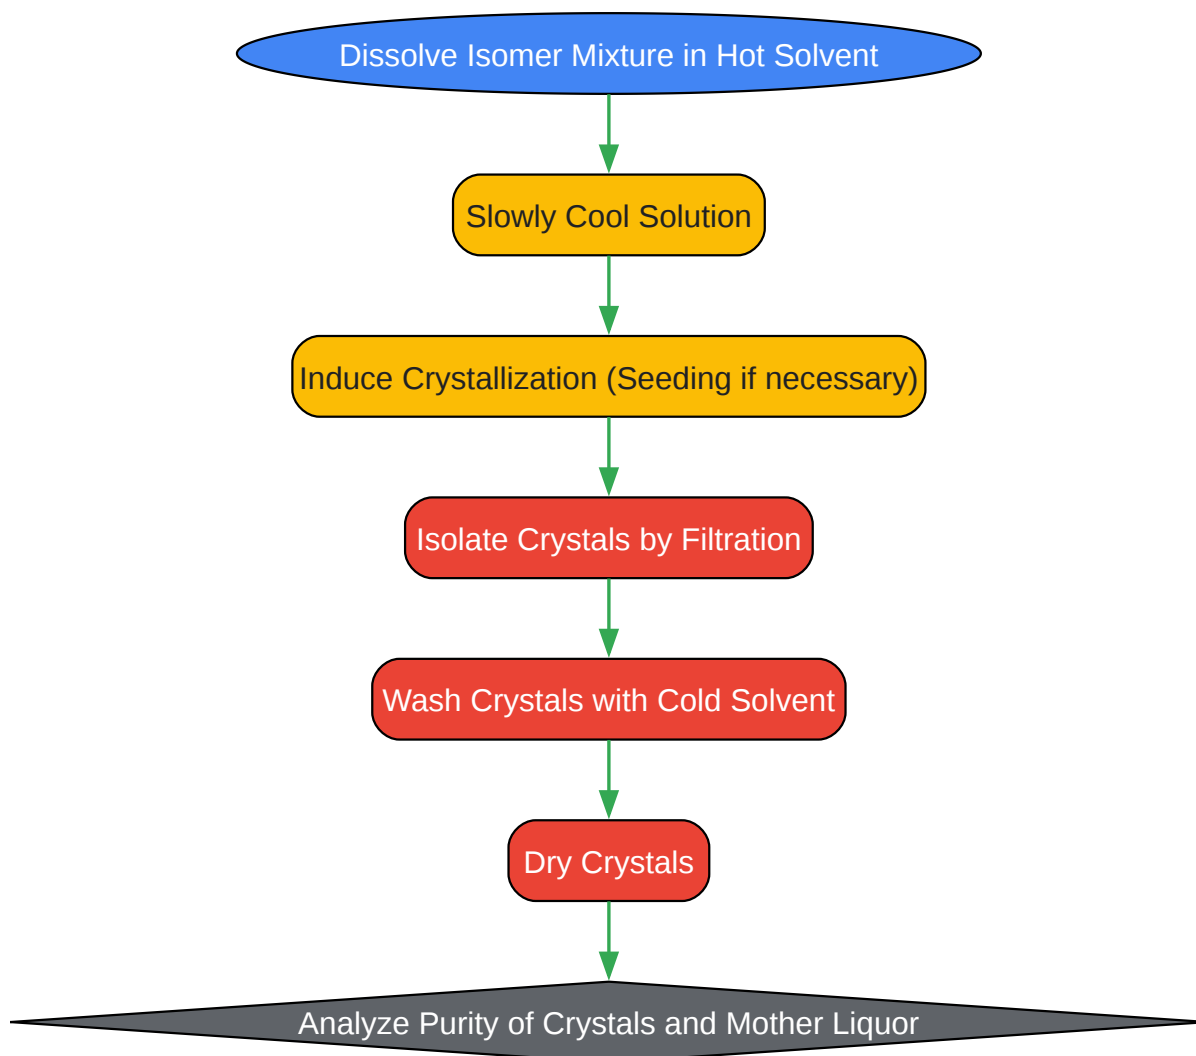 Dissolve Isomer Mixture in Hot Solvent
Slowly Cool Solution
Induce Crystallization (Seeding if necessary)
Isolate Crystals by Filtration
Wash Crystals with Cold Solvent
Dry Crystals
Analyze Purity of Crystals and Mother Liquor